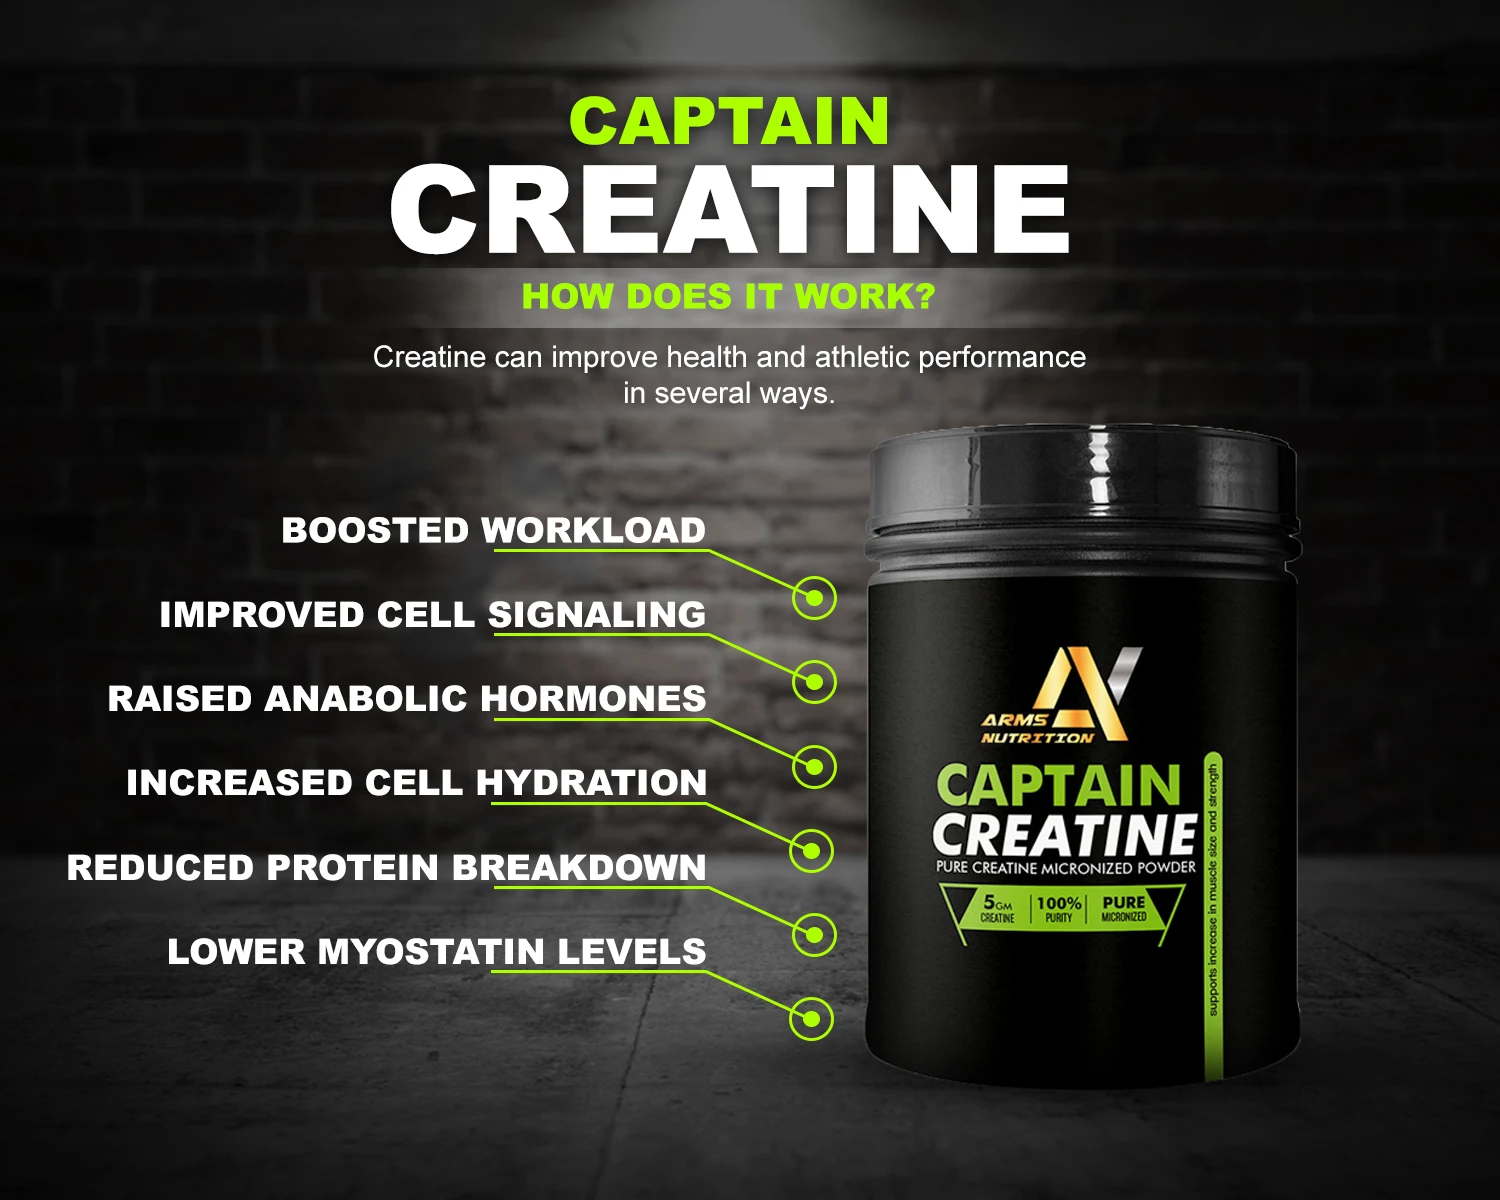 CAPTAIN
CREATINE
HOW DOES IT WORK?
Creatine can improve health and athletic performance
in several ways.
BOOSTED WORKLOAD
IMPROVED CELL SIGNALING
RAISED ANABOLIC HORMONES
INCREASED CELL HYDRATION
REDUCED PROTEIN BREAKDOWN
LOWER MYOSTATIN LEVELS
ARMS
NUTRITION
CAPTAIN
CREATINE
PURE CREATINE MICRONIZED POWDER
5GM CREATINE
100% PURITY
PURE MICRONIZED
supports increase in muscle size and strength